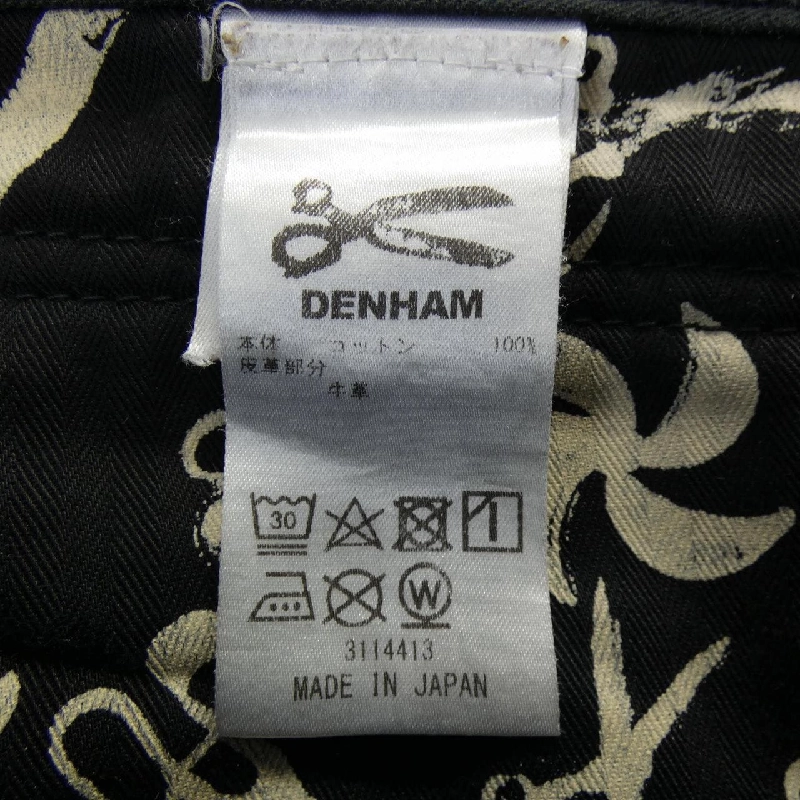 DENHAM
本体 コットン 100%
皮革部分
牛革
30
W
3114413
MADE IN JAPAN